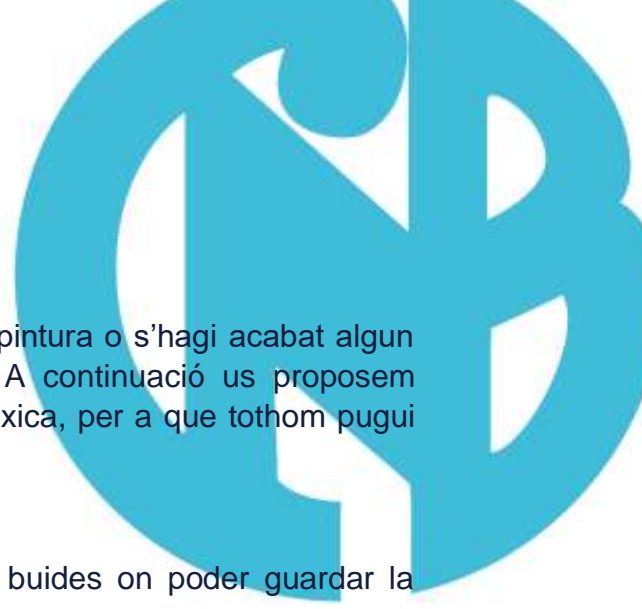 pintura o s'hagi acabat algun
A continuació us proposem
xica, per a que tothom pugui
buides on poder guardar la